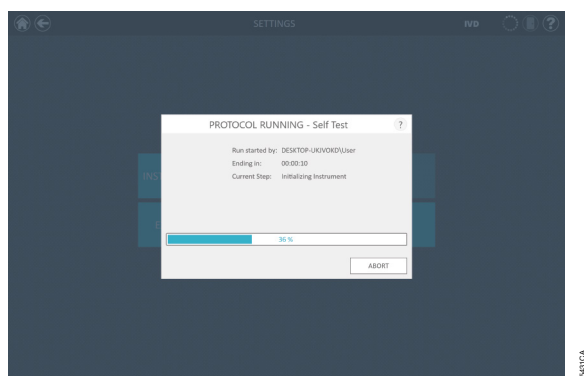 SETTINGS
IVD
?
PROTOCOL RUNNING - Self Test
?
Run started by: DESKTOP-UKJVOKD\User
Ending in: 00:00:10
Current Step: Initializing Instrument
INS
36 %
ABORT